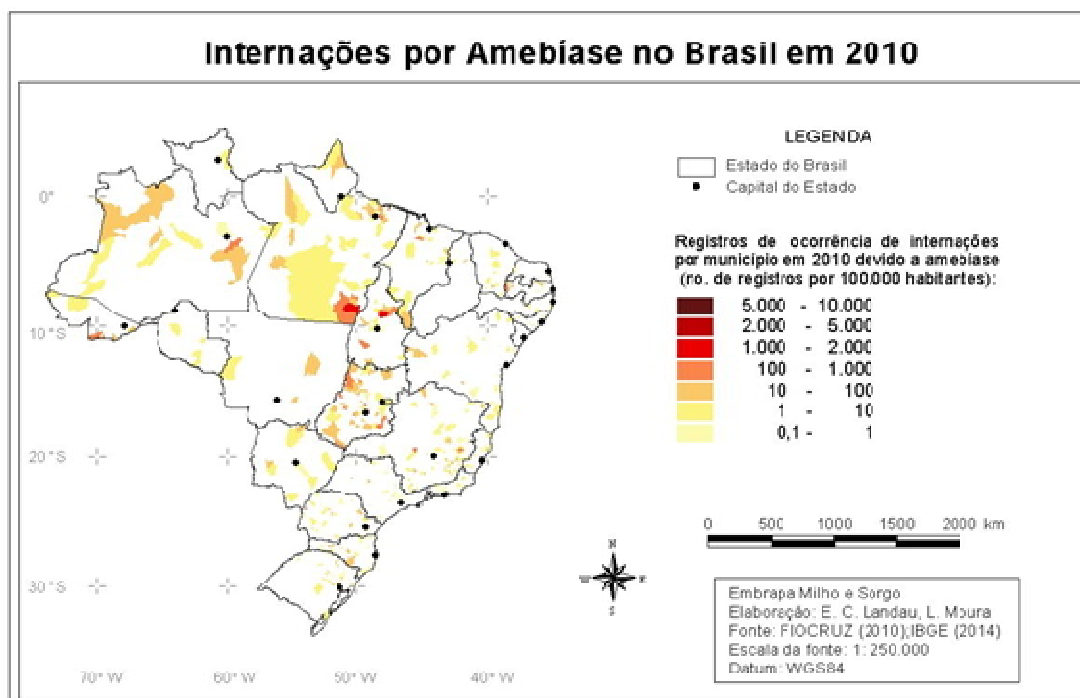 Internações por Amebíase no Brasil em 2010
LEGENDA
Estado do Brasil
Capital do Estado
Registros de ocorrência de internações
por município em 2010 devido a amebíase
(no. de registros por 100.000 habitantes):
5.000 - 10.000
2.000 - 5.000
1.000 - 2.000
100 - 1.000
10 - 100
1 - 10
0,1 - 1
0°
10° S
20° S
30° S
70° W
60° W
50° W
40° W
0 500 1000 1500 2000 km
N
W E
S
Embrapa Milho e Sorgo
Elaboração: E. C. Landau, L. Moura
Fonte: FIOCRUZ (2010);IBGE (2014)
Escala da fonte: 1: 250.000
Datum: WGS84